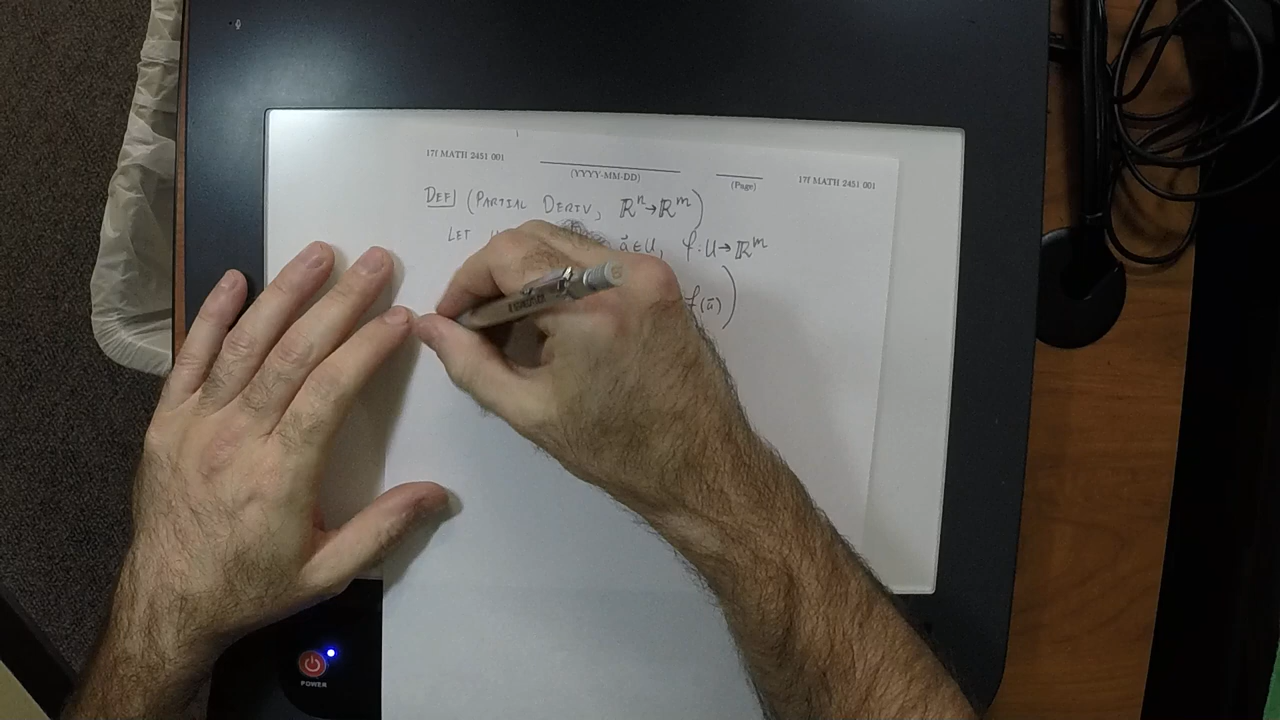 17f MATH 2451 001
(YYYY-MM-DD)
(Page)
17f MATH 2451 001
DEF (PARTIAL DERIV, ℝⁿ→ℝᵐ)
LET U a⃗∈U, f:U→ℝᵐ
f(a⃗))
POWER